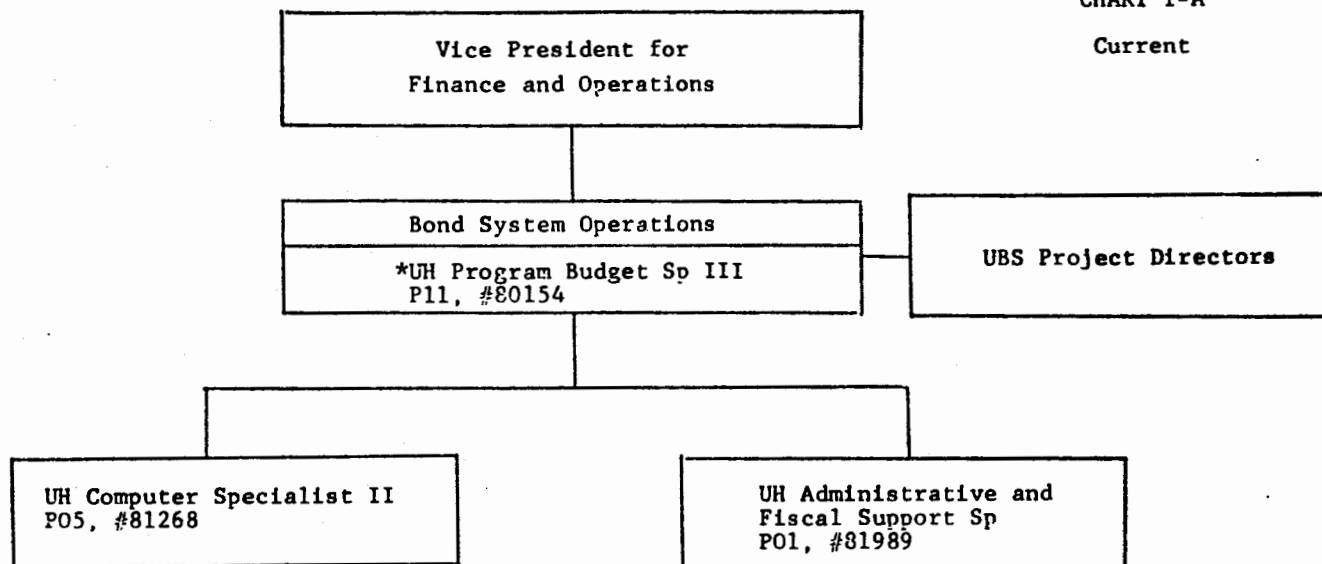 CHART I-A
Current
Vice President for
Finance and Operations
Bond System Operations
*UH Program Budget Sp III
P11, #80154
UBS Project Directors
UH Computer Specialist II
P05, #81268
UH Administrative and
Fiscal Support Sp
P01, #81989